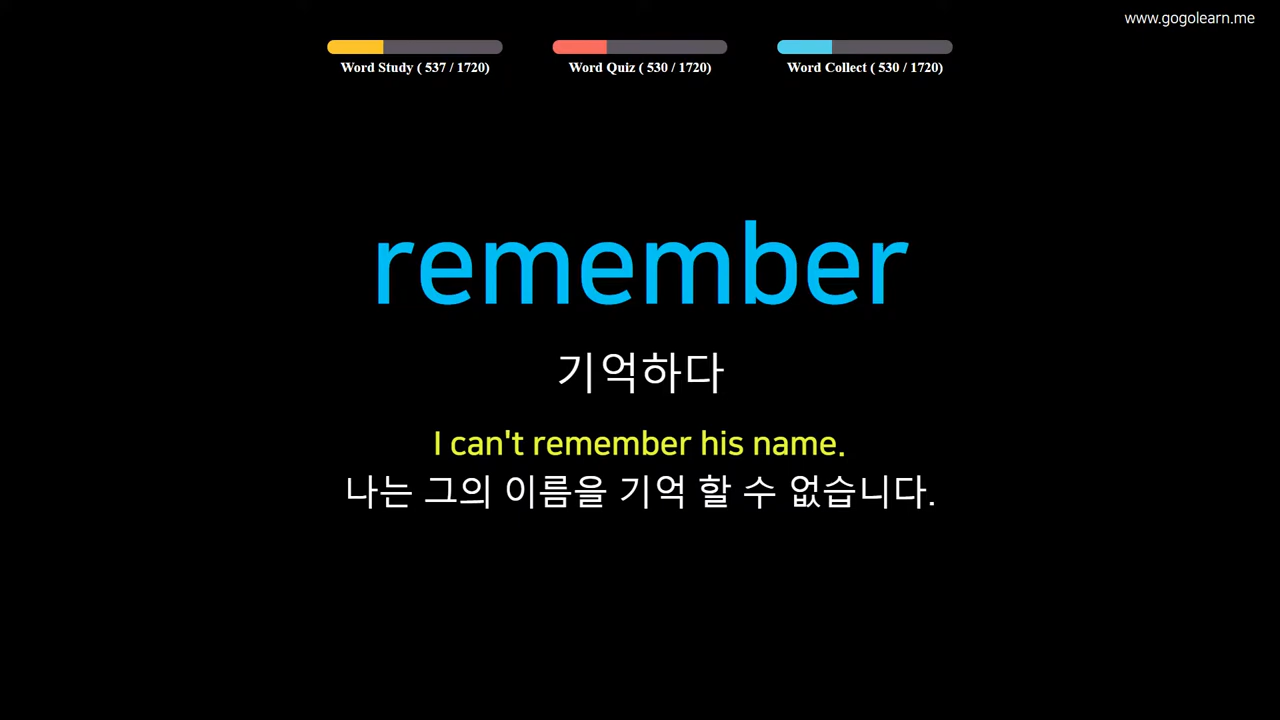 www.gogolearn.me
Word Study ( 537 / 1720) Word Quiz ( 530 / 1720) Word Collect ( 530 / 1720)
remember
기억하다
I can't remember his name.
나는 그의 이름을 기억 할 수 없습니다.